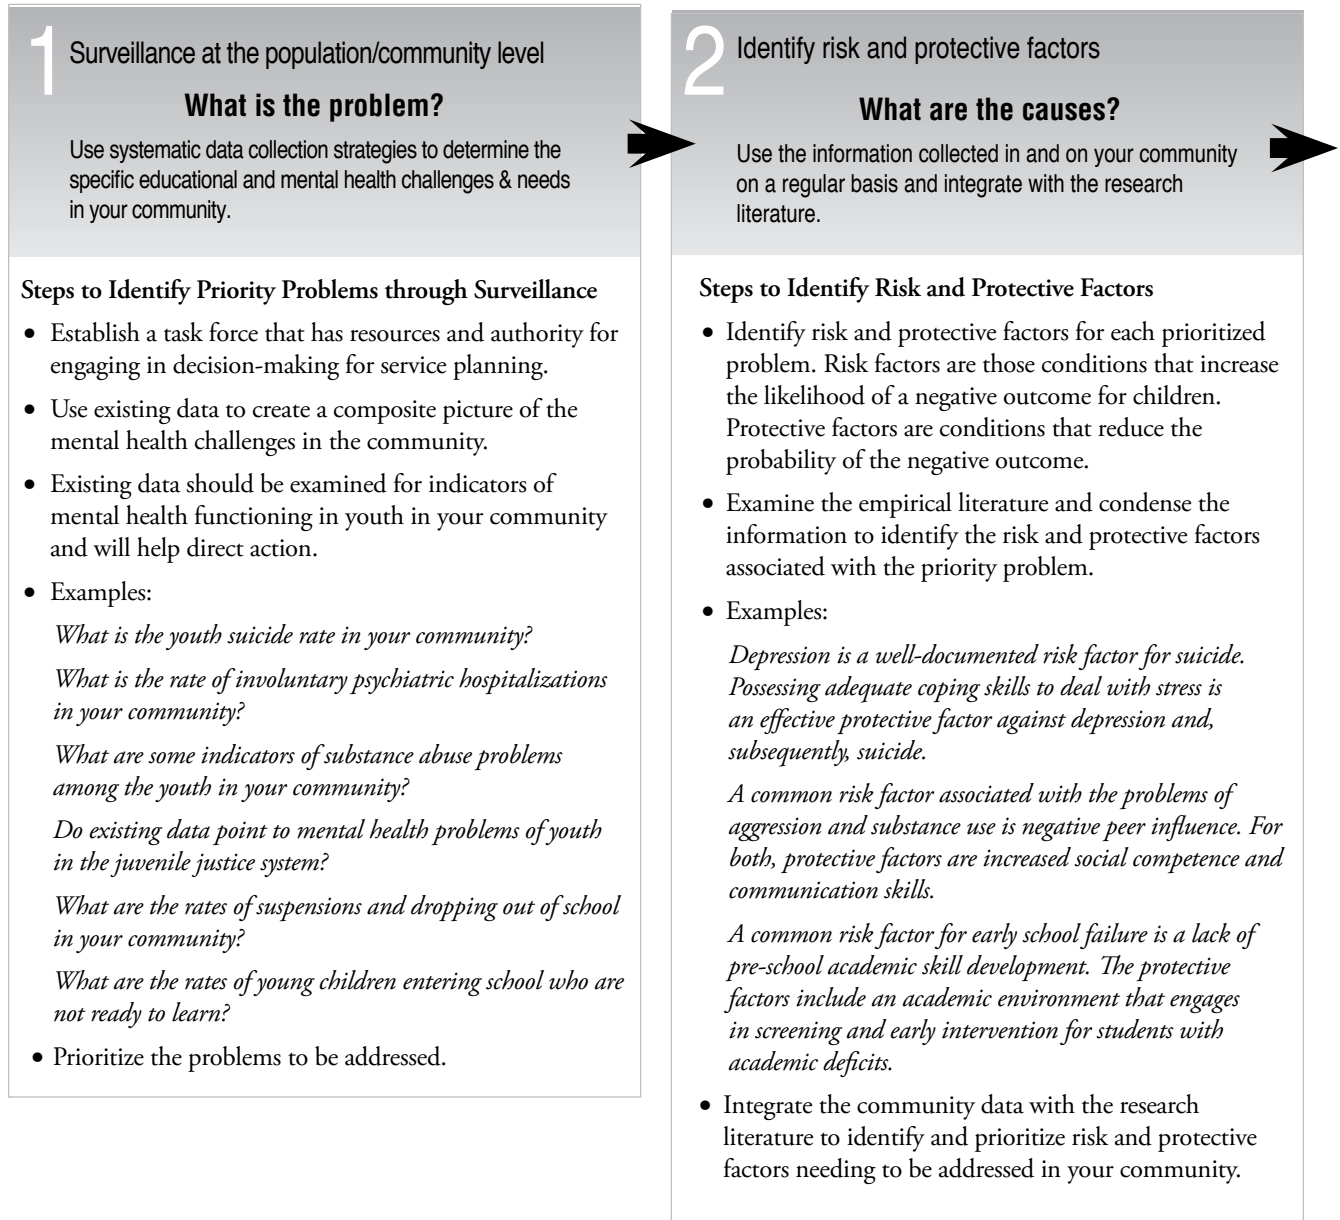 1 Surveillance at the population/community level
What is the problem?
Use systematic data collection strategies to determine the
specific educational and mental health challenges & needs
in your community.
Steps to Identify Priority Problems through Surveillance
• Establish a task force that has resources and authority for
engaging in decision-making for service planning.
• Use existing data to create a composite picture of the
mental health challenges in the community.
• Existing data should be examined for indicators of
mental health functioning in youth in your community
and will help direct action.
• Examples:
What is the youth suicide rate in your community?
What is the rate of involuntary psychiatric hospitalizations
in your community?
What are some indicators of substance abuse problems
among the youth in your community?
Do existing data point to mental health problems of youth
in the juvenile justice system?
What are the rates of suspensions and dropping out of school
in your community?
What are the rates of young children entering school who are
not ready to learn?
• Prioritize the problems to be addressed.
2 Identify risk and protective factors
What are the causes?
Use the information collected in and on your community
on a regular basis and integrate with the research
literature.
Steps to Identify Risk and Protective Factors
• Identify risk and protective factors for each prioritized
problem. Risk factors are those conditions that increase
the likelihood of a negative outcome for children.
Protective factors are conditions that reduce the
probability of the negative outcome.
• Examine the empirical literature and condense the
information to identify the risk and protective factors
associated with the priority problem.
• Examples:
Depression is a well-documented risk factor for suicide.
Possessing adequate coping skills to deal with stress is
an effective protective factor against depression and,
subsequently, suicide.
A common risk factor associated with the problems of
aggression and substance use is negative peer influence. For
both, protective factors are increased social competence and
communication skills.
A common risk factor for early school failure is a lack of
pre-school academic skill development. The protective
factors include an academic environment that engages
in screening and early intervention for students with
academic deficits.
• Integrate the community data with the research
literature to identify and prioritize risk and protective
factors needing to be addressed in your community.